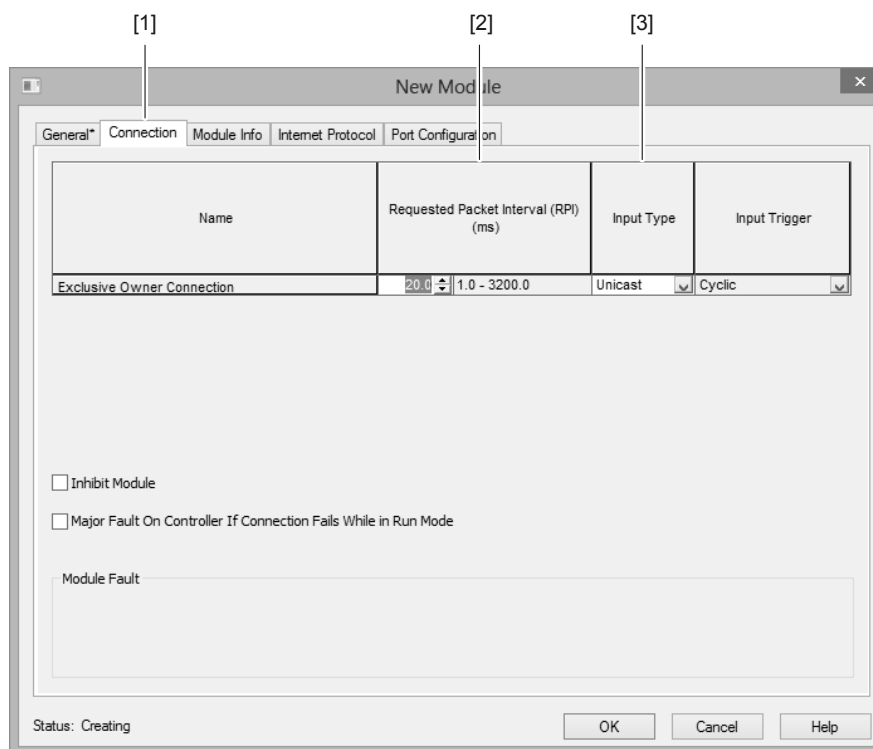 [1] [2] [3]
New Module
General* Connection Module Info Internet Protocol Port Configuration
Name Requested Packet Interval (RPI) Input Type Input Trigger
(ms)
Exclusive Owner Connection 20.0 1.0 - 3200.0 Unicast Cyclic
Inhibit Module
Major Fault On Controller If Connection Fails While in Run Mode
Module Fault
Status: Creating OK Cancel Help